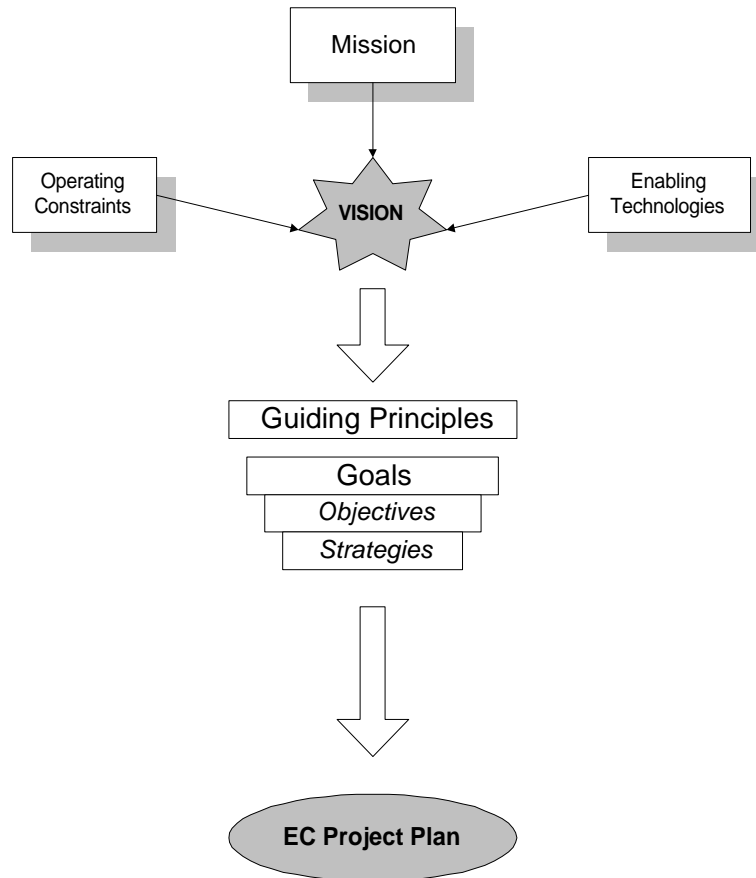 Mission
Operating
Constraints
VISION
Enabling
Technologies
Guiding Principles
Goals
Objectives
Strategies
EC Project Plan